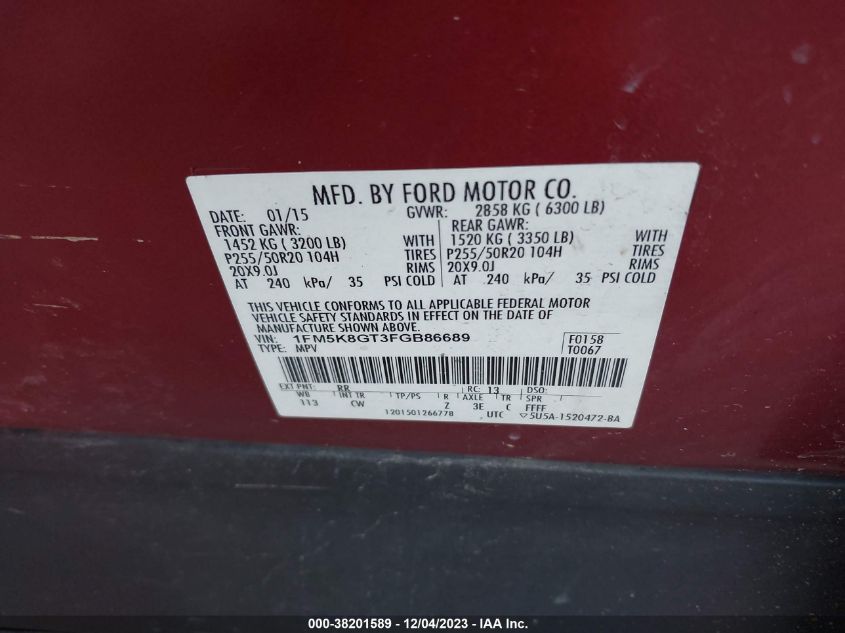 MFD. BY FORD MOTOR CO.
DATE: 01/15 GVWR: 2858 KG ( 6300 LB)
FRONT GAWR: REAR GAWR:
1452 KG ( 3200 LB) WITH 1520 KG ( 3350 LB) WITH
P255/50R20 104H TIRES P255/50R20 104H TIRES
20X9.0J RIMS 20X9.0J RIMS
AT 240 kPa/ 35 PSI COLD AT 240 kPa/ 35 PSI COLD
THIS VEHICLE CONFORMS TO ALL APPLICABLE FEDERAL MOTOR
VEHICLE SAFETY STANDARDS IN EFFECT ON THE DATE OF
MANUFACTURE SHOWN ABOVE.
VIN: 1FM5K8GT3FGB86689 F0158
TYPE: MPV T0067
EXT PNT: RR RC: 13 DSO:
WB INT TR TP/PS R AXLE TR SPR
113 CW Z 3E C FFFF
1201501266778 UTC ▽5U5A-1520472-BA
000-38201589 - 12/04/2023 - IAA Inc.